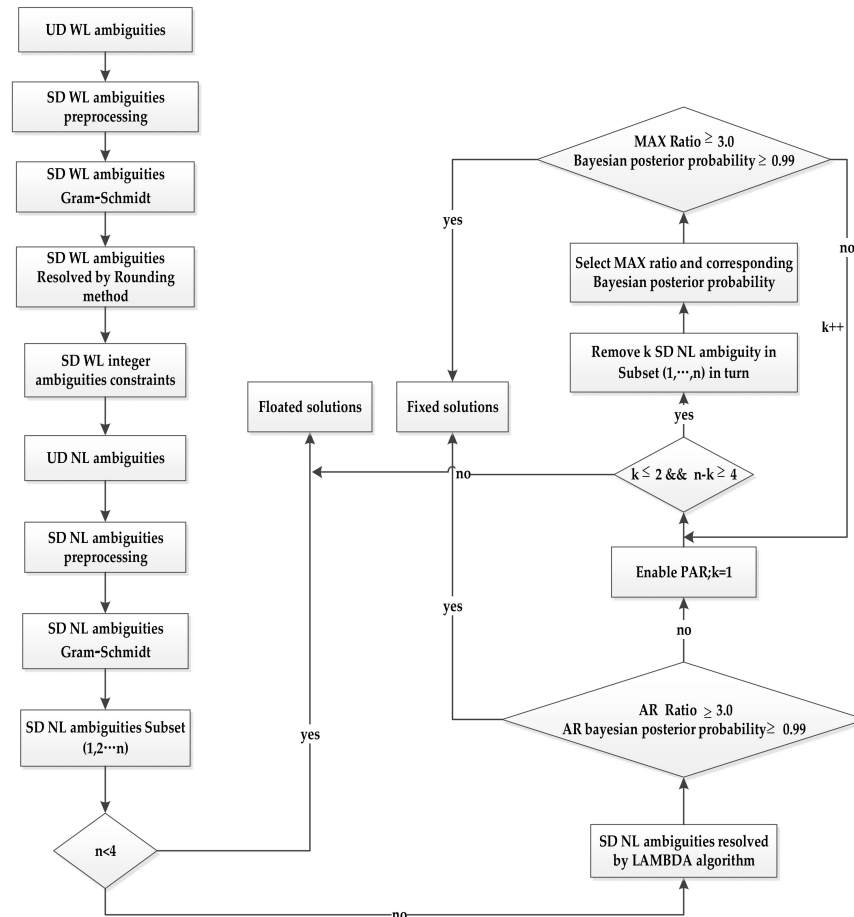 UD WL ambiguities
SD WL ambiguities
preprocessing
SD WL ambiguities
Gram-Schmidt
SD WL ambiguities
Resolved by Rounding
method
SD WL integer
ambiguities constraints
UD NL ambiguities
SD NL ambiguities
preprocessing
SD NL ambiguities
Gram-Schmidt
SD NL ambiguities Subset
(1,2···n)
n<4
yes
no
Floated solutions
Fixed solutions
SD NL ambiguities resolved
by LAMBDA algorithm
AR Ratio ≥ 3.0
AR bayesian posterior probability≥ 0.99
yes
no
Enable PAR;k=1
k ≤ 2 && n-k ≥ 4
no
yes
Remove k SD NL ambiguity in
Subset (1,···,n) in turn
Select MAX ratio and corresponding
Bayesian posterior probability
MAX Ratio ≥ 3.0
Bayesian posterior probability ≥ 0.99
yes
no
k++